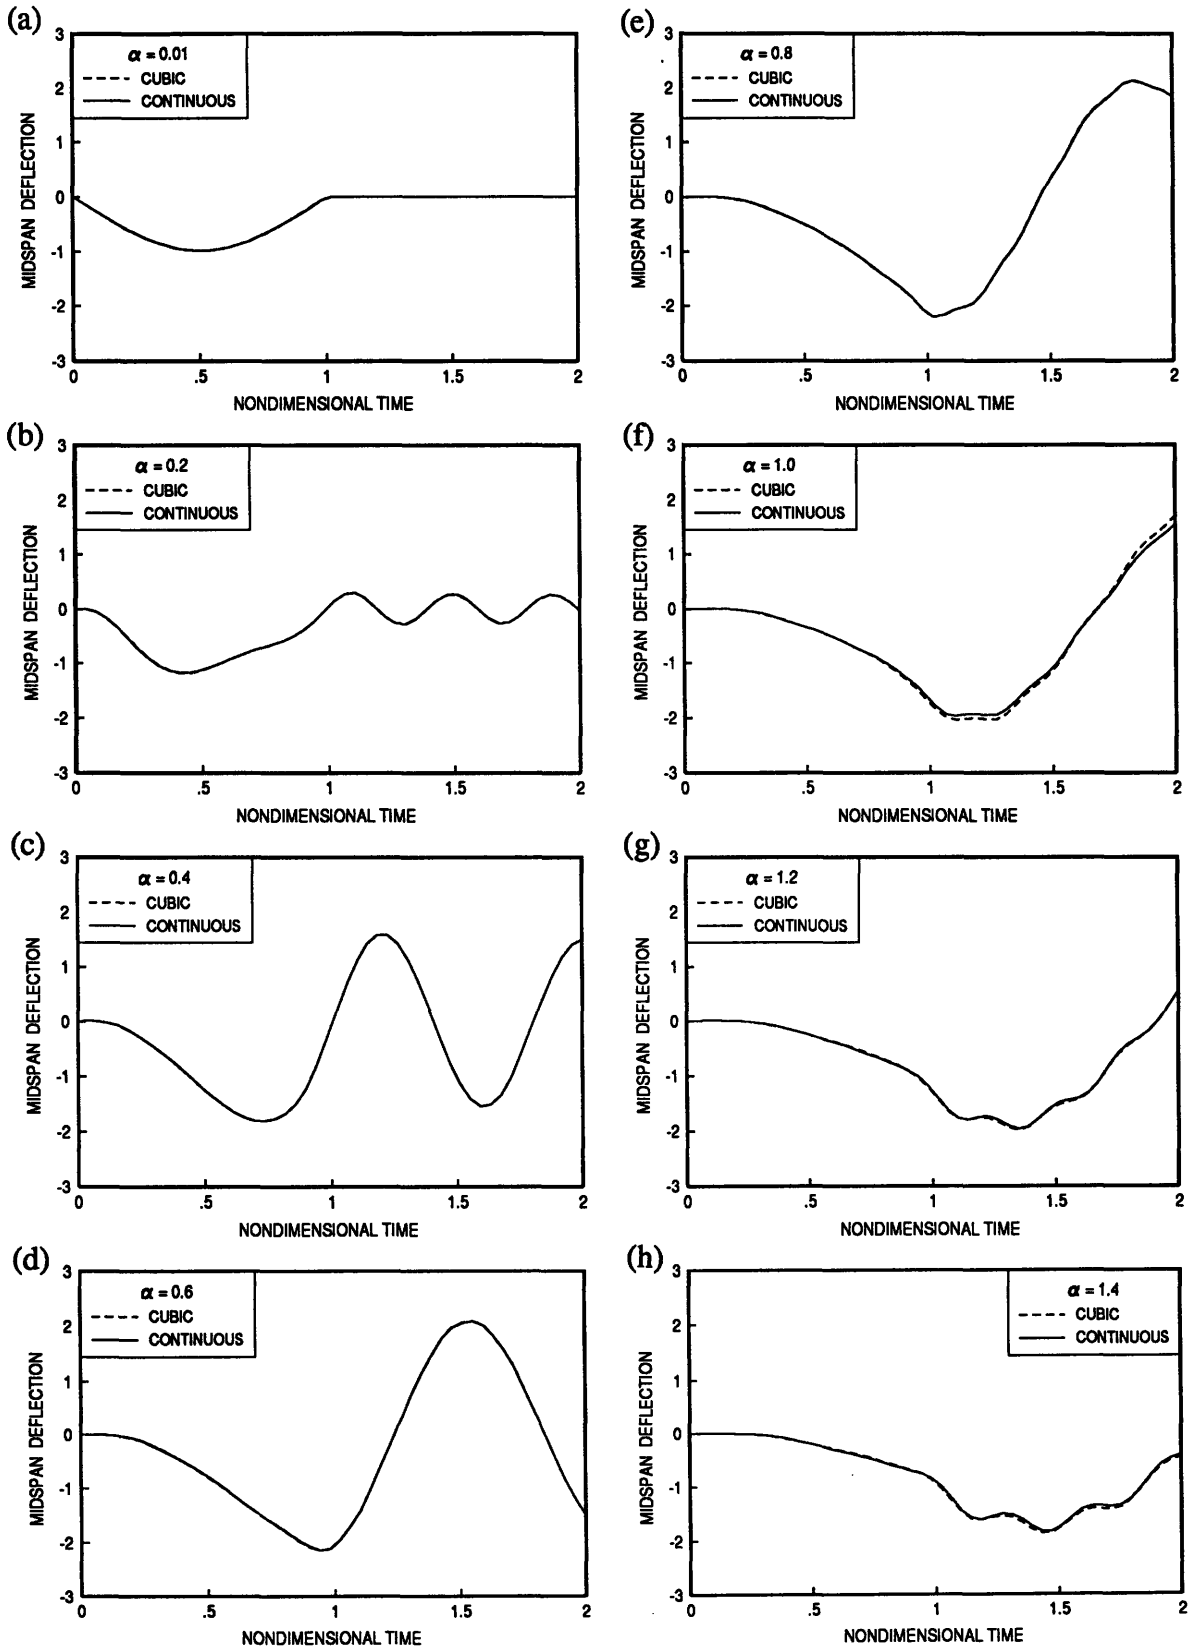 (a)
3
2
1
0
-1
-2
-3
MIDSPAN DEFLECTION
α = 0.01
CUBIC
CONTINUOUS
0 .5 1 1.5 2
NONDIMENSIONAL TIME
(b)
3
2
1
0
-1
-2
-3
MIDSPAN DEFLECTION
α = 0.2
CUBIC
CONTINUOUS
0 .5 1 1.5 2
NONDIMENSIONAL TIME
(c)
3
2
1
0
-1
-2
-3
MIDSPAN DEFLECTION
α = 0.4
CUBIC
CONTINUOUS
0 .5 1 1.5 2
NONDIMENSIONAL TIME
(d)
3
2
1
0
-1
-2
-3
MIDSPAN DEFLECTION
α = 0.6
CUBIC
CONTINUOUS
0 .5 1 1.5 2
NONDIMENSIONAL TIME
(e)
3
2
1
0
-1
-2
-3
MIDSPAN DEFLECTION
α = 0.8
CUBIC
CONTINUOUS
0 .5 1 1.5 2
NONDIMENSIONAL TIME
(f)
3
2
1
0
-1
-2
-3
MIDSPAN DEFLECTION
α = 1.0
CUBIC
CONTINUOUS
0 .5 1 1.5 2
NONDIMENSIONAL TIME
(g)
3
2
1
0
-1
-2
-3
MIDSPAN DEFLECTION
α = 1.2
CUBIC
CONTINUOUS
0 .5 1 1.5 2
NONDIMENSIONAL TIME
(h)
3
2
1
0
-1
-2
-3
MIDSPAN DEFLECTION
α = 1.4
CUBIC
CONTINUOUS
0 .5 1 1.5 2
NONDIMENSIONAL TIME